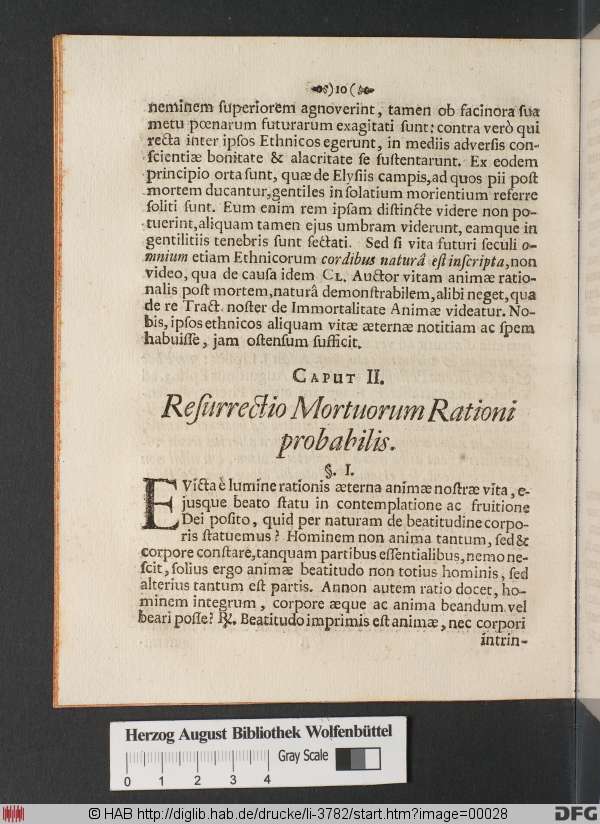 )10(
neminem ſuperiorem agnoverint, tamen ob facinora ſua
metu pœnarum futurarum exagitati ſunt: contra verò qui
recta inter ipſos Ethnicos egerunt, in mediis adverſis con-
ſcientiæ bonitate & alacritate ſe ſuſtentarunt. Ex eodem
principio orta ſunt, quæ de Elyſiis campis, ad quos pii poſt
mortem ducantur, gentiles in ſolatium morientium referre
ſoliti ſunt. Eum enim rem ipſam diſtincte videre non po-
tuerint, aliquam tamen ejus umbram viderunt, eamque in
gentilitiis tenebris ſunt ſectati. Sed ſi vita futuri ſeculi o-
mnium etiam Ethnicorum cordibus naturâ eſt inſcripta, non
video, qua de cauſa idem CL. Auctor vitam animæ ratio-
nalis poſt mortem, naturâ demonſtrabilem, alibi neget, qua
de re Tract. noſter de Immortalitate Animæ videatur. No-
bis, ipſos ethnicos aliquam vitæ æternæ notitiam ac ſpem
habuiſſe, jam oſtenſum ſufficit.
CAPUT II.
Reſurrectio Mortuorum Rationi
probabilis.
§. I.
EVicta è lumine rationis æterna animæ noſtræ vita, e-
jusque beato ſtatu in contemplatione ac fruitione
Dei poſito, quid per naturam de beatitudine corpo-
ris ſtatuemus? Hominem non anima tantum, ſed &
corpore conſtare, tanquam partibus eſſentialibus, nemo ne-
ſcit, ſolius ergo animæ beatitudo non totius hominis, ſed
alterius tantum eſt partis. Annon autem ratio docet, ho-
minem integrum, corpore æque ac anima beandum vel
beari poſſe? ℟. Beatitudo imprimis eſt animæ, nec corpori
intrin-
Herzog August Bibliothek Wolfenbüttel
Gray Scale
0 1 2 3 4
© HAB http://diglib.hab.de/drucke/li-3782/start.htm?image=00028
DFG